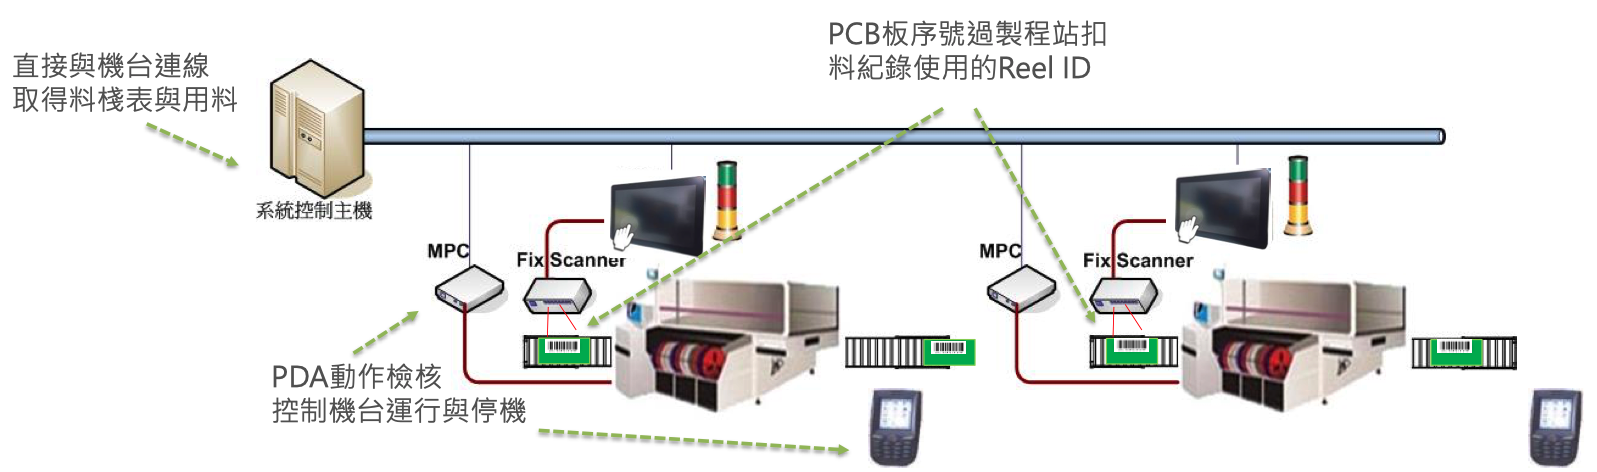 直接與機台連線
取得料棧表與用料
PCB板序號過製程站扣
料紀錄使用的Reel ID
系統控制主機
MPC
Fix Scanner
MPC
Fix Scanner
PDA動作檢核
控制機台運行與停機